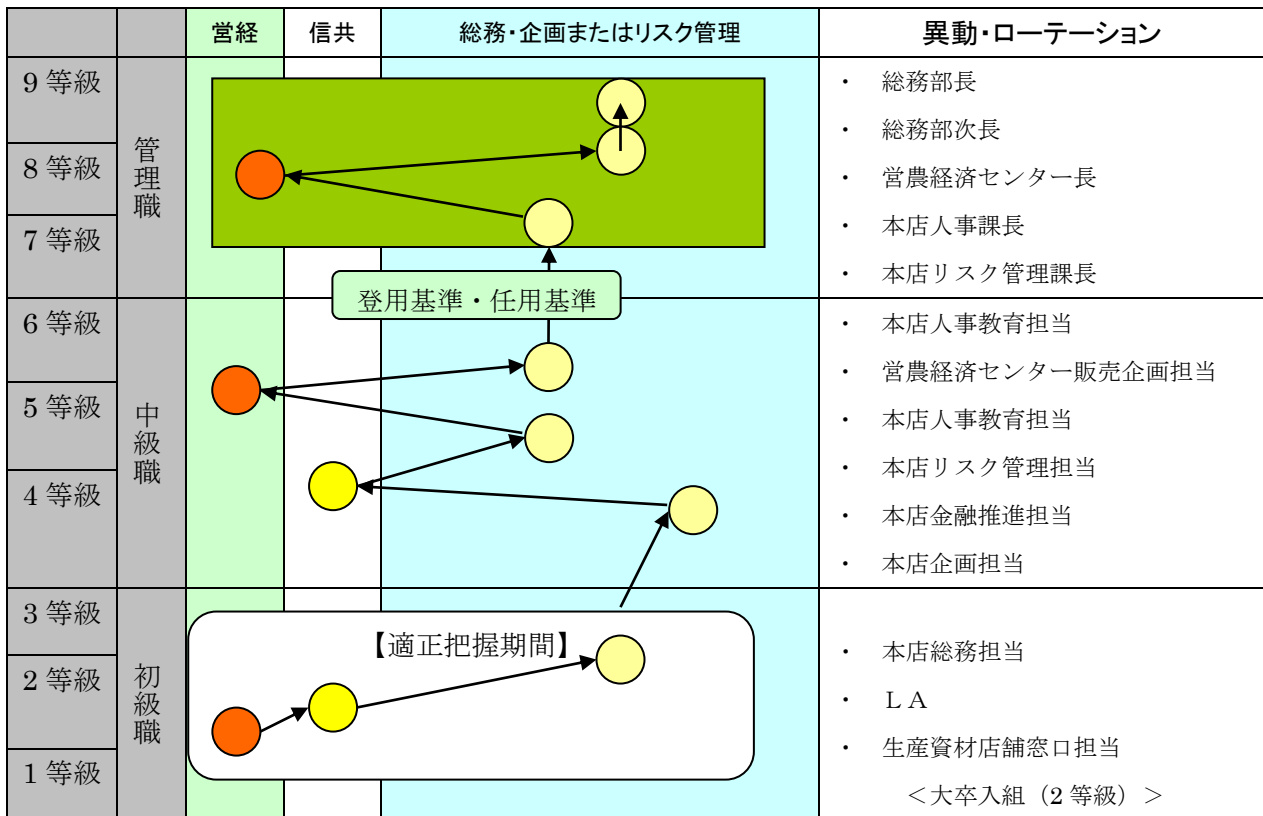 営経 信共 総務・企画またはリスク管理 異動・ローテーション
9 等級
8 等級
7 等級
管理職
登用基準・任用基準
・ 総務部長
・ 総務部次長
・ 営農経済センター長
・ 本店人事課長
・ 本店リスク管理課長
6 等級
5 等級
4 等級
中級職
・ 本店人事教育担当
・ 営農経済センター販売企画担当
・ 本店人事教育担当
・ 本店リスク管理担当
・ 本店金融推進担当
・ 本店企画担当
3 等級
2 等級
1 等級
初級職
【適正把握期間】
・ 本店総務担当
・ ＬＡ
・ 生産資材店舗窓口担当
＜大卒入組（2 等級）＞